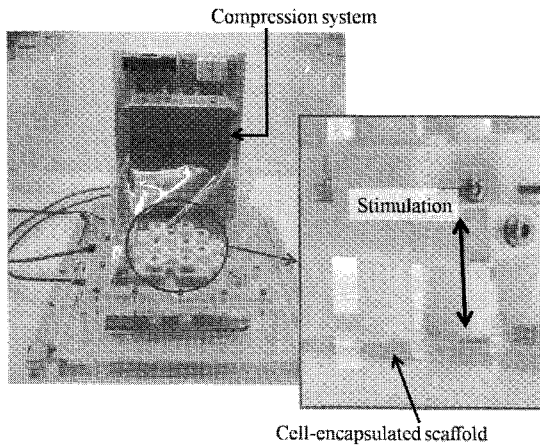 Compression system
Stimulation
Cell-encapsulated scaffold